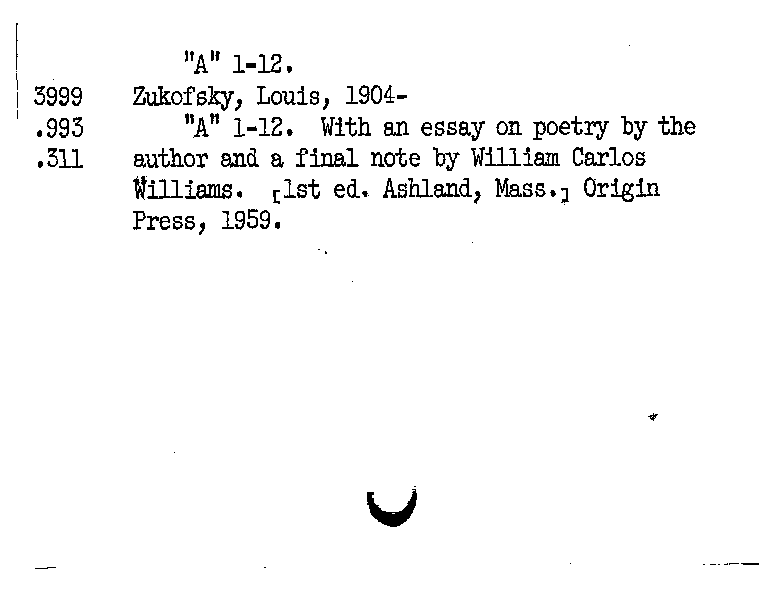 "A" 1-12.
3999 Zukofsky, Louis, 1904-
.993 "A" 1-12. With an essay on poetry by the
.311 author and a final note by William Carlos
Williams. [1st ed. Ashland, Mass.] Origin
Press, 1959.